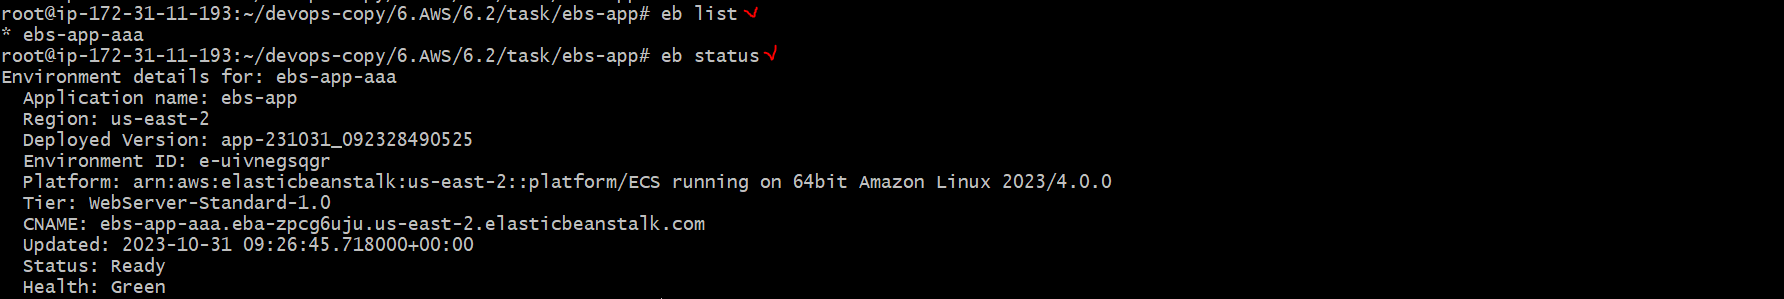 root@ip-172-31-11-193:~/devops-copy/6.AWS/6.2/task/ebs-app# eb list
* ebs-app-aaa
root@ip-172-31-11-193:~/devops-copy/6.AWS/6.2/task/ebs-app# eb status
Environment details for: ebs-app-aaa
  Application name: ebs-app
  Region: us-east-2
  Deployed Version: app-231031_092328490525
  Environment ID: e-uivnegsqgr
  Platform: arn:aws:elasticbeanstalk:us-east-2::platform/ECS running on 64bit Amazon Linux 2023/4.0.0
  Tier: WebServer-Standard-1.0
  CNAME: ebs-app-aaa.eba-zpcg6uju.us-east-2.elasticbeanstalk.com
  Updated: 2023-10-31 09:26:45.718000+00:00
  Status: Ready
  Health: Green